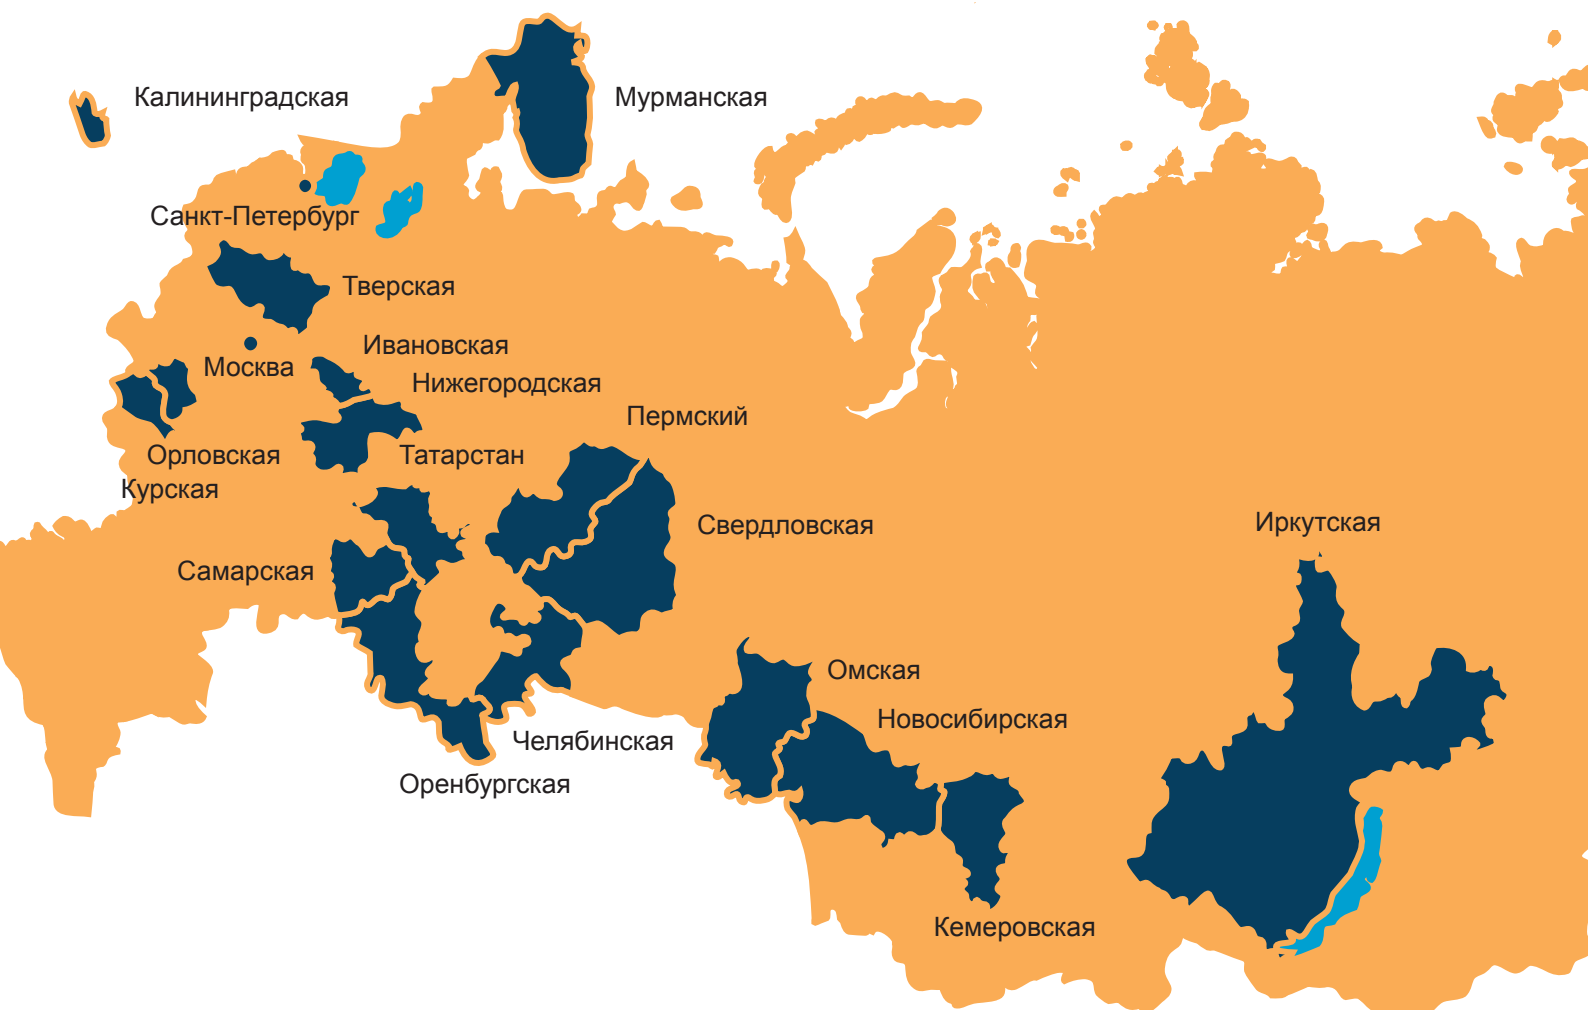 Калининградская
Мурманская
Санкт-Петербург
Тверская
Ивановская
Москва
Нижегородская
Пермский
Орловская
Татарстан
Курская
Свердловская
Иркутская
Самарская
Омская
Новосибирская
Челябинская
Оренбургская
Кемеровская